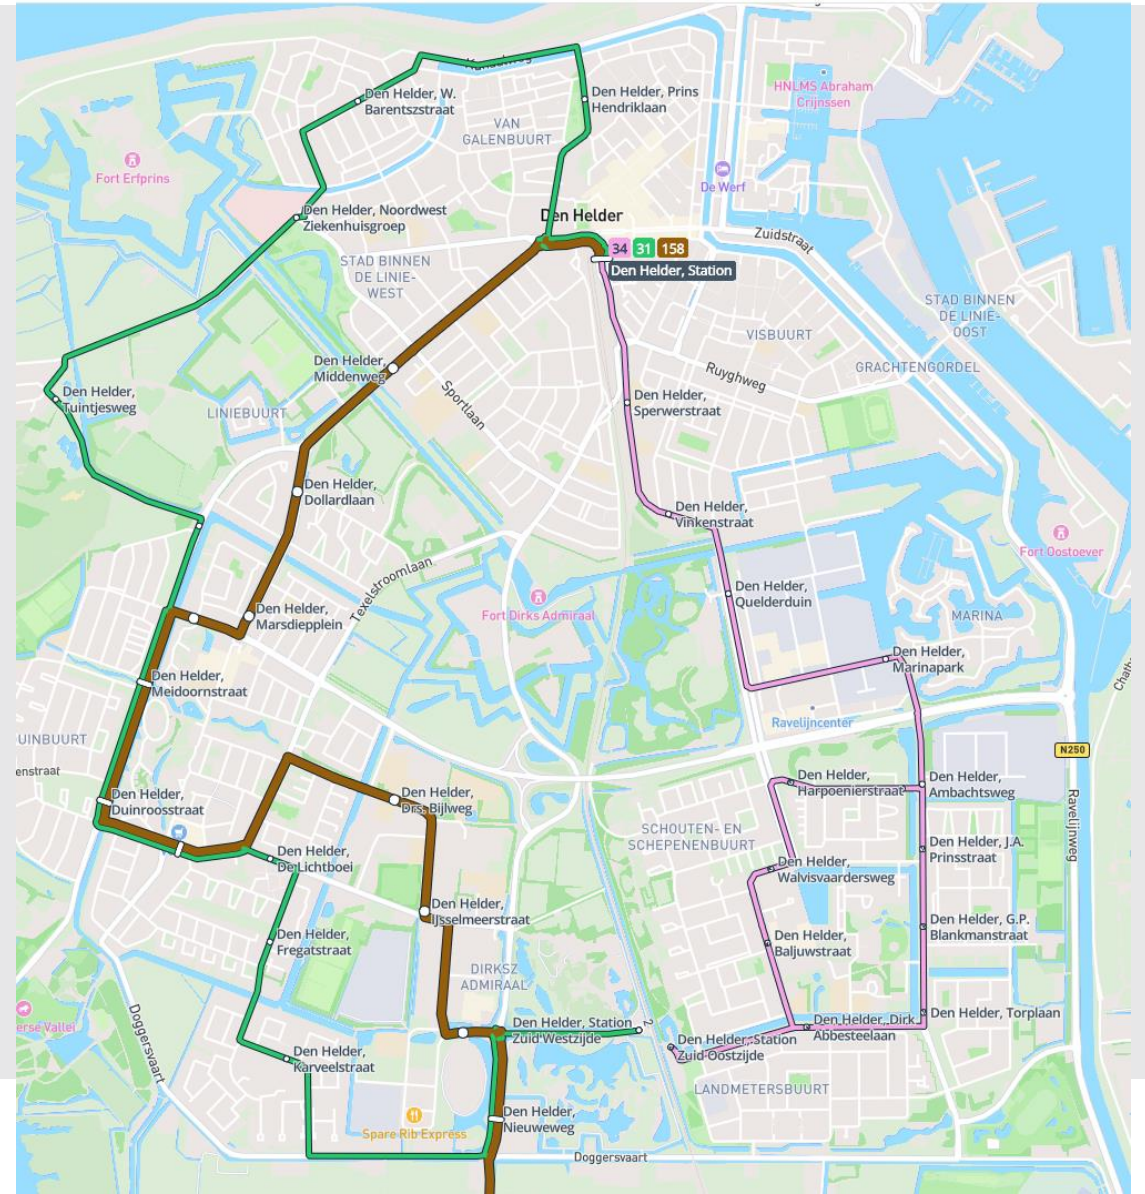 Kanaalweg
Den Helder, W.
Barentszstraat
Den Helder, Prins
Hendriklaan
HNLMS Abraham
Crijnssen
VAN
GALENBUURT
Fort Erfprins
De Werf
Den Helder, Noordwest
Ziekenhuisgroep
Den Helder
Zuidstraat
34 31 158
Den Helder, Station
STAD BINNEN
DE LINIE-
WEST
STAD BINNEN
DE LINIE-
OOST
VISBUURT
GRACHTENGORDEL
Den Helder,
Middenweg
Ruyghweg
Den Helder,
Tuintjesweg
Sportlaan
Den Helder,
Sperwerstraat
LINIEBUURT
Den Helder,
Dollardlaan
Den Helder,
Vinkenstraat
Fort Oostoever
Texelstroomlaan
Den Helder,
Quelderduin
Fort Dirks Admiraal
Den Helder,
Marsdiepplein
MARINA
Den Helder,
Marinapark
Den Helder,
Meidoornstraat
Ravelijncenter
UINBUURT
N250
enstraat
Den Helder,
Duinroosstraat
Den Helder,
Drs. Bijlweg
Den Helder,
Harpoenierstraat
Den Helder,
Ambachtsweg
Ravelijnweg
SCHOUTEN- EN
SCHEPENENBUURT
Den Helder, J.A.
Prinsstraat
Den Helder,
De Lichtboei
Den Helder,
Walvisvaardersweg
Den Helder,
IJsselmeerstraat
Den Helder, G.P.
Blankmanstraat
Den Helder,
Fregatstraat
Den Helder,
Baljuwstraat
DIRKSZ
ADMIRAAL
erse Vallei
Doggersvaart
Den Helder, Station
Zuid Westzijde
2
Den Helder, Dirk
Abbesteelaan
Den Helder, Torplaan
Den Helder, Station
Zuid Oostzijde
Den Helder,
Karveelstraat
LANDMETERSBUURT
Den Helder,
Nieuweweg
Spare Rib Express
Doggersvaart